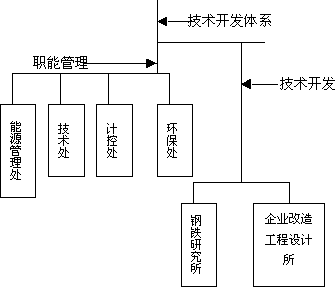 技术开发体系
职能管理
技术开发
能源管理处
技术处
计控处
环保处
钢铁研究所
企业改造
工程设计
所